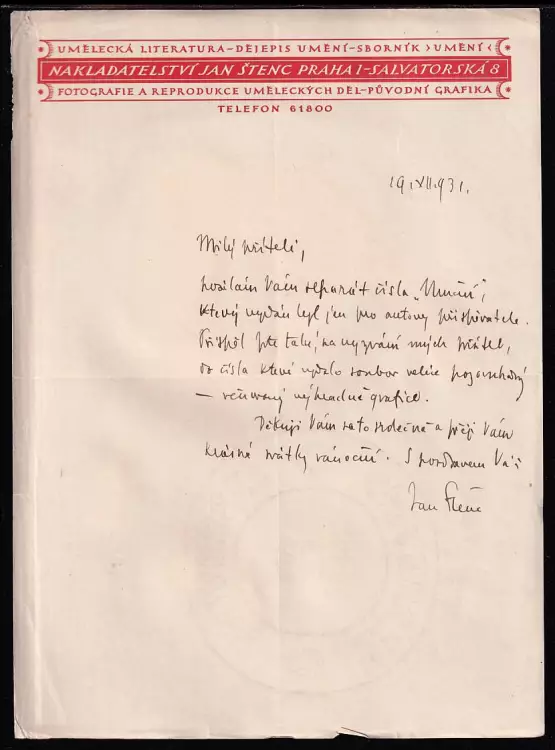 UMĚLECKÁ LITERATURA–DĚJEPIS UMĚNÍ–SBORNÍK ›UMĚNÍ‹
NAKLADATELSTVÍ JAN ŠTENC PRAHA I–SALVATORSKÁ 8
FOTOGRAFIE A REPRODUKCE UMĚLECKÝCH DĚL–PŮVODNÍ GRAFIKA
TELEFON 61800
19.XII.931.
Milý příteli,
posílám Vám separát čísla „Umění",
který vydán byl jen pro autory přispívatele.
Přispěl jste také, na vyzvání mých přátel,
do čísla které vydalo soubor velice pozoruhodný
— věnovaný výhradně grafice.
Děkuji Vám za to srdečně a přeji Vám
krásné svátky vánoční. S pozdravem Váš
Jan Štenc